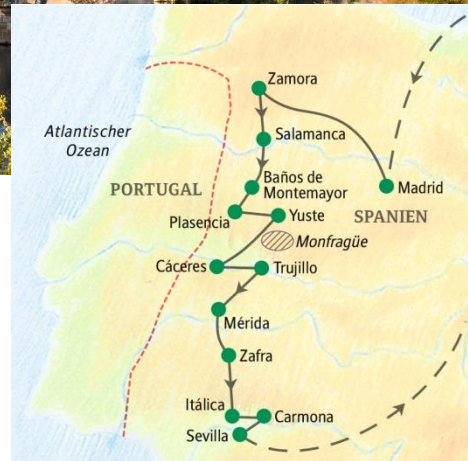 Zamora
Salamanca
Atlantischer
Ozean
Baños de
Montemayor
PORTUGAL
Madrid
Plasencia
Yuste
SPANIEN
Monfragüe
Cáceres
Trujillo
Mérida
Zafra
Itálica
Carmona
Sevilla